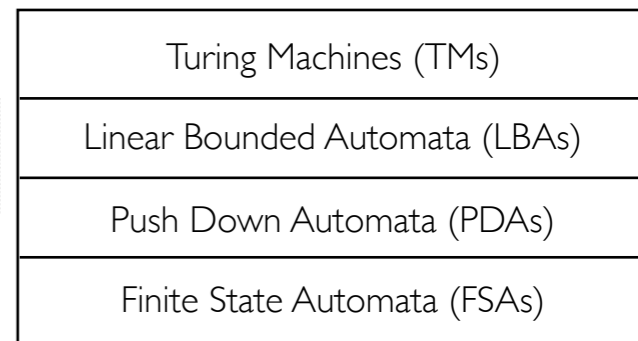 Turing Machines (TMs)
Linear Bounded Automata (LBAs)
Push Down Automata (PDAs)
Finite State Automata (FSAs)